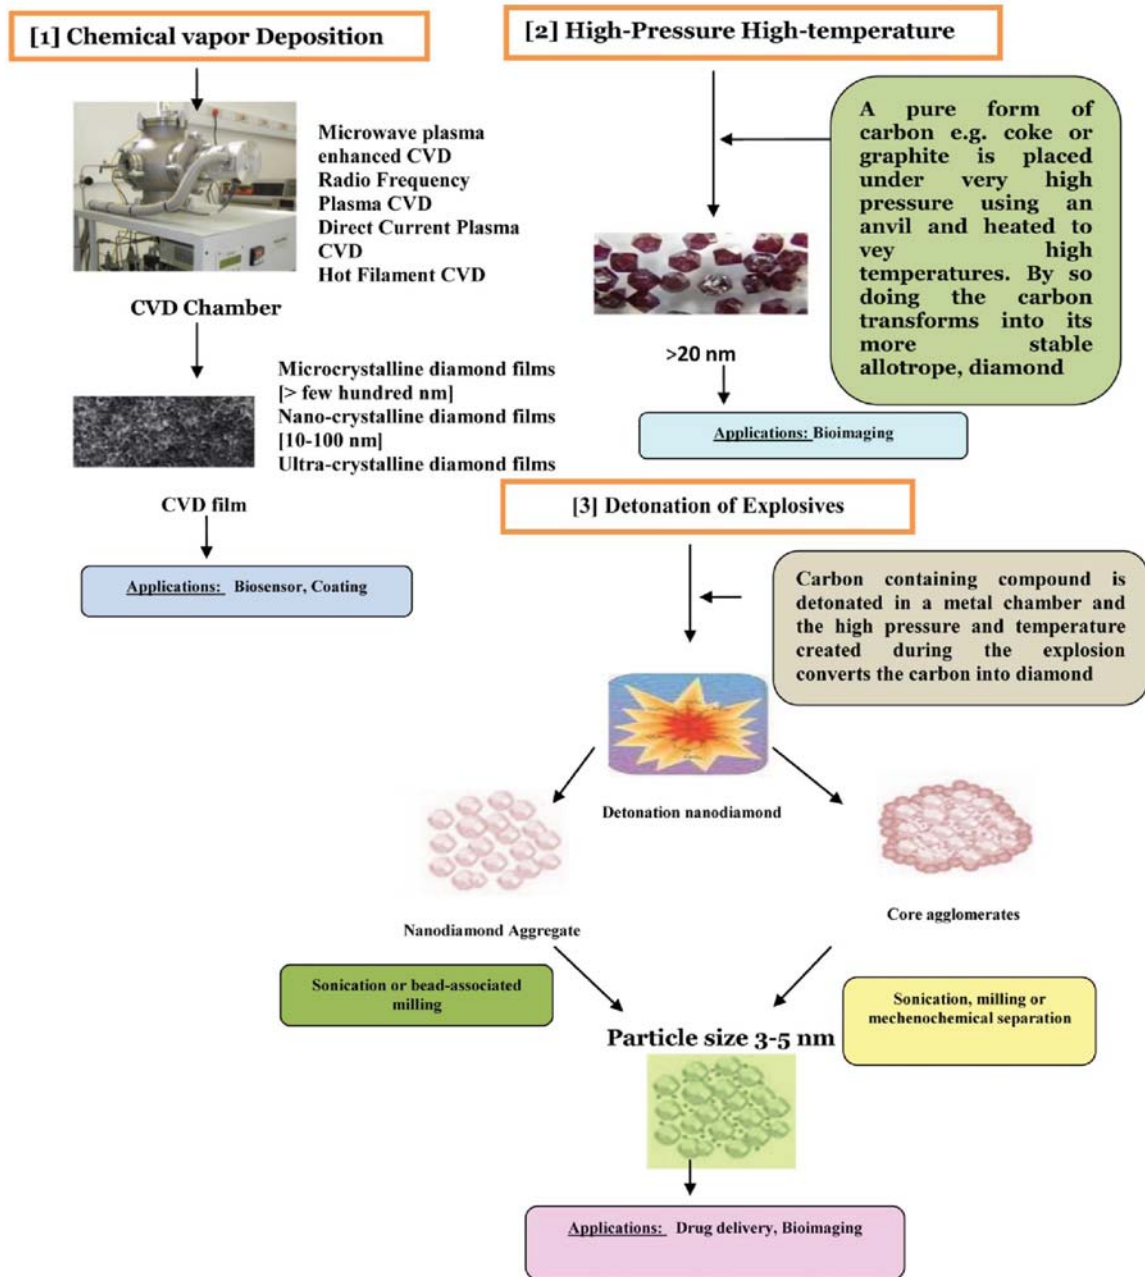 [1] Chemical vapor Deposition
Microwave plasma
enhanced CVD
Radio Frequency
Plasma CVD
Direct Current Plasma
CVD
Hot Filament CVD
CVD Chamber
Microcrystalline diamond films
[> few hundred nm]
Nano-crystalline diamond films
[10-100 nm]
Ultra-crystalline diamond films
CVD film
Applications: Biosensor, Coating
[2] High-Pressure High-temperature
A pure form of
carbon e.g. coke or
graphite is placed
under very high
pressure using an
anvil and heated to
vey high
temperatures. By so
doing the carbon
transforms into its
more stable
allotrope, diamond
>20 nm
Applications: Bioimaging
[3] Detonation of Explosives
Carbon containing compound is
detonated in a metal chamber and
the high pressure and temperature
created during the explosion
converts the carbon into diamond
Detonation nanodiamond
Nanodiamond Aggregate
Core agglomerates
Sonication or bead-associated
milling
Sonication, milling or
mechenochemical separation
Particle size 3-5 nm
Applications: Drug delivery, Bioimaging